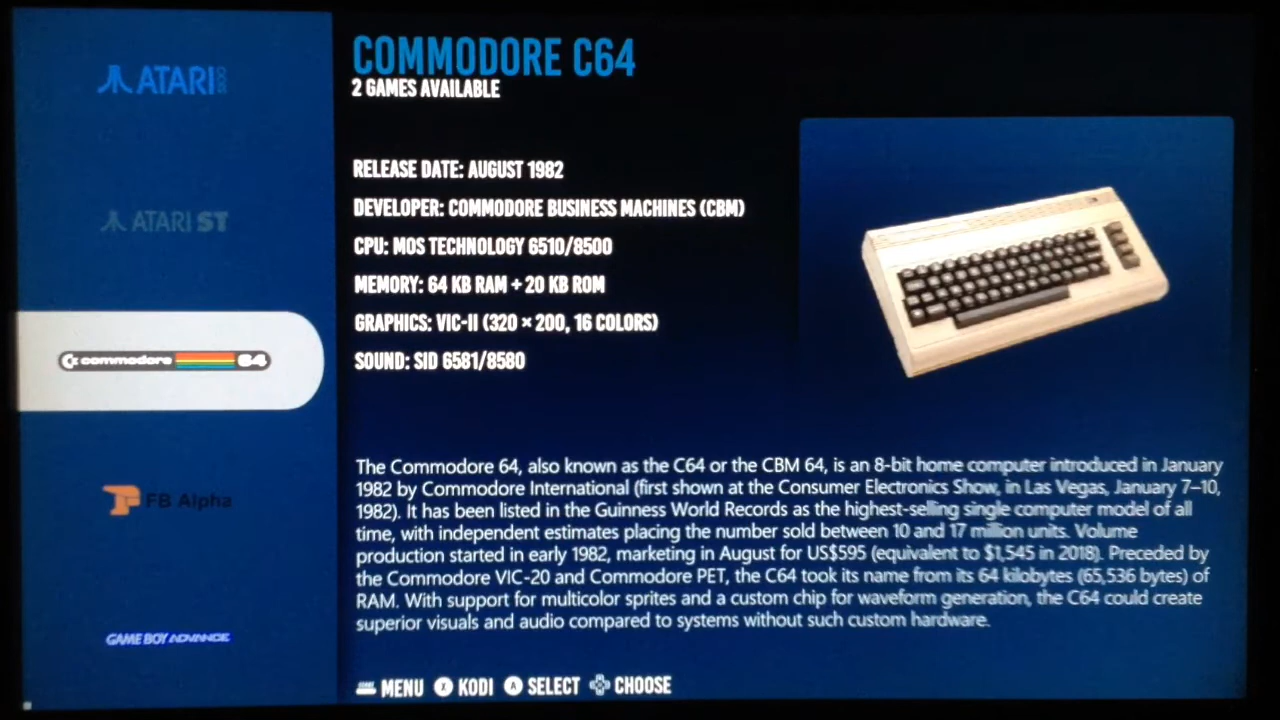 ATARI 5200
ATARI ST
commodore 64
FB Alpha
GAME BOY ADVANCE
COMMODORE C64
2 GAMES AVAILABLE
RELEASE DATE: AUGUST 1982
DEVELOPER: COMMODORE BUSINESS MACHINES (CBM)
CPU: MOS TECHNOLOGY 6510/8500
MEMORY: 64 KB RAM + 20 KB ROM
GRAPHICS: VIC-II (320 × 200, 16 COLORS)
SOUND: SID 6581/8580
The Commodore 64, also known as the C64 or the CBM 64, is an 8-bit home computer introduced in January
1982 by Commodore International (first shown at the Consumer Electronics Show, in Las Vegas, January 7–10,
1982). It has been listed in the Guinness World Records as the highest-selling single computer model of all
time, with independent estimates placing the number sold between 10 and 17 million units. Volume
production started in early 1982, marketing in August for US$595 (equivalent to $1,545 in 2018). Preceded by
the Commodore VIC-20 and Commodore PET, the C64 took its name from its 64 kilobytes (65,536 bytes) of
RAM. With support for multicolor sprites and a custom chip for waveform generation, the C64 could create
superior visuals and audio compared to systems without such custom hardware.
MENU X KODI A SELECT CHOOSE